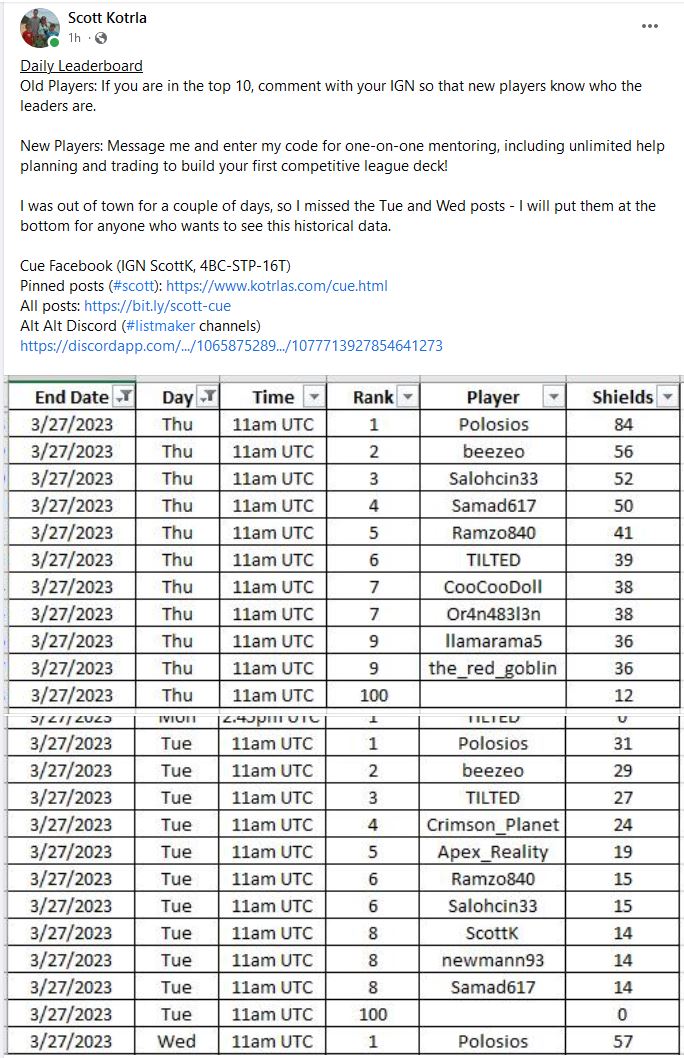 Scott Kotrla
1h ·
Daily Leaderboard
Old Players: If you are in the top 10, comment with your IGN so that new players know who the
leaders are.
New Players: Message me and enter my code for one-on-one mentoring, including unlimited help
planning and trading to build your first competitive league deck!
I was out of town for a couple of days, so I missed the Tue and Wed posts - I will put them at the
bottom for anyone who wants to see this historical data.
Cue Facebook (IGN ScottK, 4BC-STP-16T)
Pinned posts (#scott): https://www.kotrlas.com/cue.html
All posts: https://bit.ly/scott-cue
Alt Alt Discord (#listmaker channels)
https://discordapp.com/.../1065875289.../1077713927854641273
End Date Day Time Rank Player Shields
3/27/2023 Thu 11am UTC 1 Polosios 84
3/27/2023 Thu 11am UTC 2 beezeo 56
3/27/2023 Thu 11am UTC 3 Salohcin33 52
3/27/2023 Thu 11am UTC 4 Samad617 50
3/27/2023 Thu 11am UTC 5 Ramzo840 41
3/27/2023 Thu 11am UTC 6 TILTED 39
3/27/2023 Thu 11am UTC 7 CooCooDoll 38
3/27/2023 Thu 11am UTC 7 Or4n483l3n 38
3/27/2023 Thu 11am UTC 9 llamarama5 36
3/27/2023 Thu 11am UTC 9 the_red_goblin 36
3/27/2023 Thu 11am UTC 100 12
3/27/2023 Mon 2:45pm UTC 1 TILTED 0
3/27/2023 Tue 11am UTC 1 Polosios 31
3/27/2023 Tue 11am UTC 2 beezeo 29
3/27/2023 Tue 11am UTC 3 TILTED 27
3/27/2023 Tue 11am UTC 4 Crimson_Planet 24
3/27/2023 Tue 11am UTC 5 Apex_Reality 19
3/27/2023 Tue 11am UTC 6 Ramzo840 15
3/27/2023 Tue 11am UTC 6 Salohcin33 15
3/27/2023 Tue 11am UTC 8 ScottK 14
3/27/2023 Tue 11am UTC 8 newmann93 14
3/27/2023 Tue 11am UTC 8 Samad617 14
3/27/2023 Tue 11am UTC 100 0
3/27/2023 Wed 11am UTC 1 Polosios 57